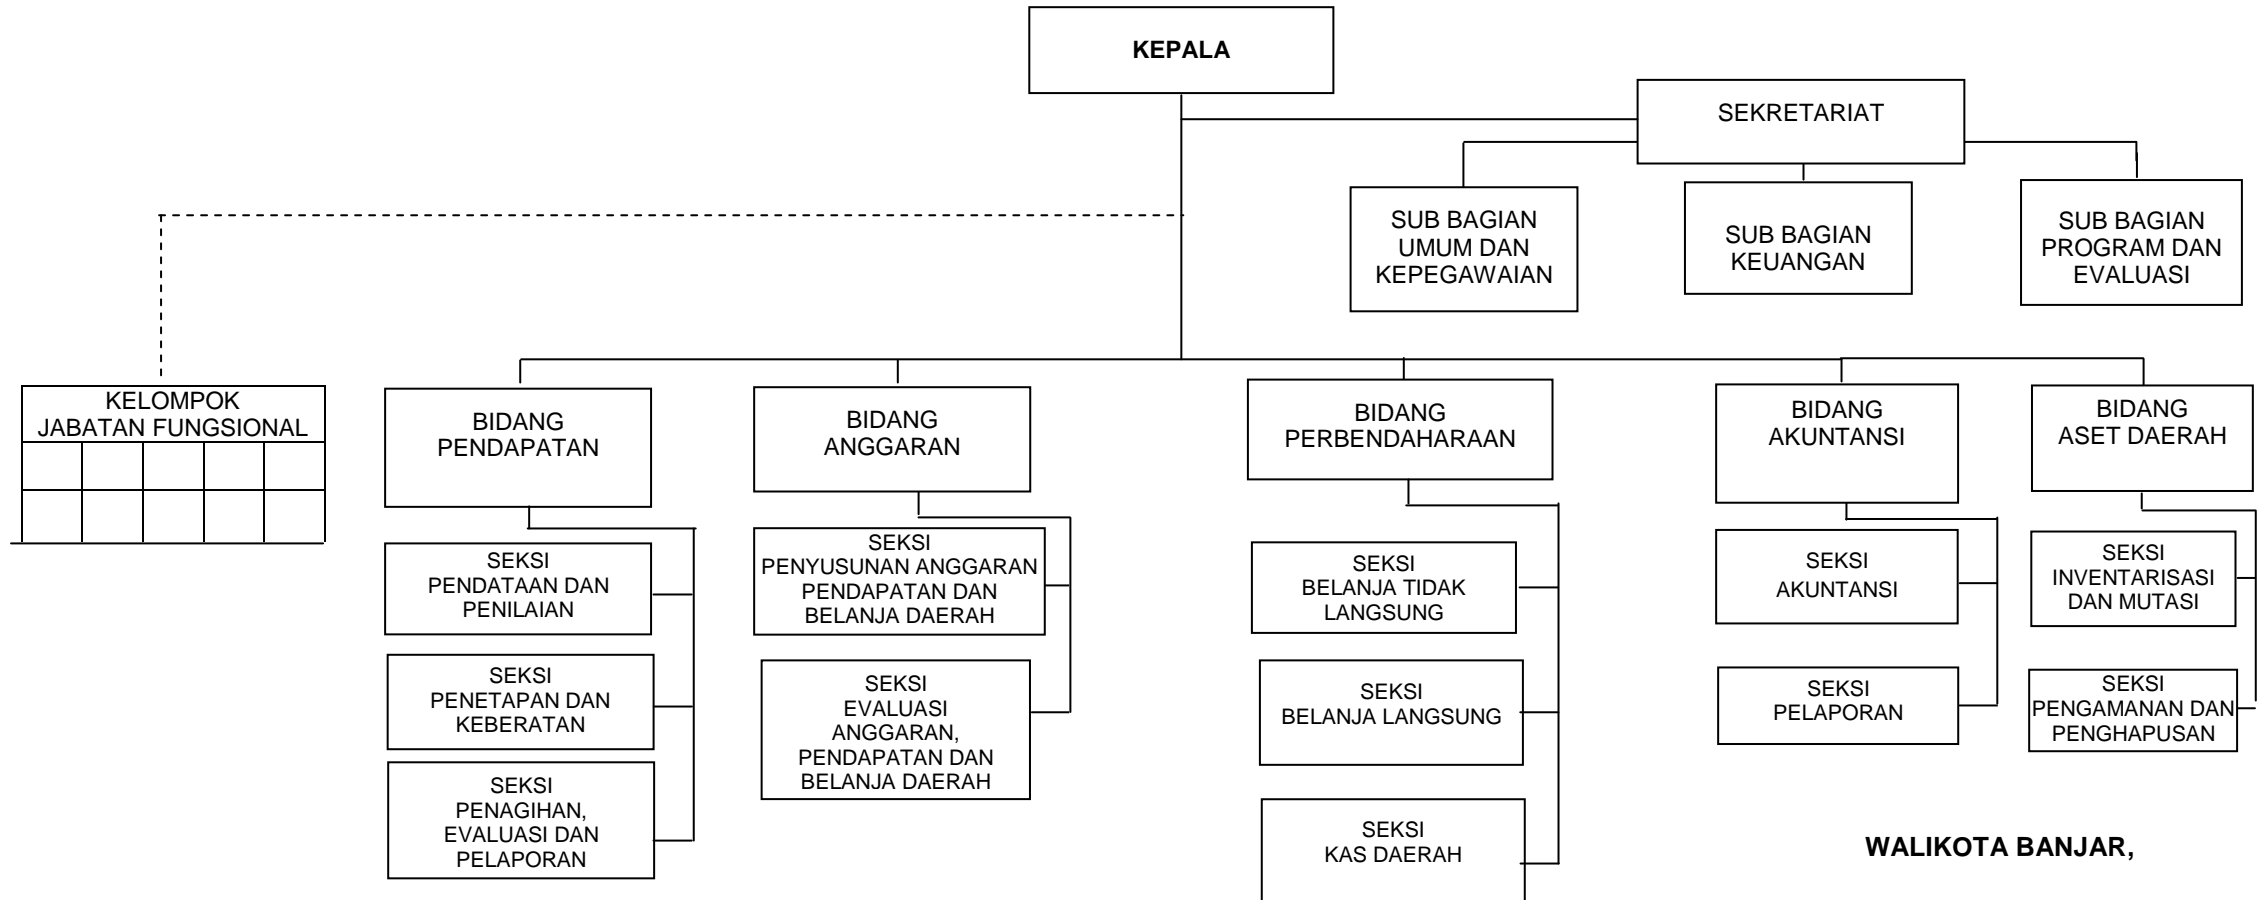 KEPALA
SEKRETARIAT
SUB BAGIAN
UMUM DAN
KEPEGAWAIAN
SUB BAGIAN
KEUANGAN
SUB BAGIAN
PROGRAM DAN
EVALUASI
KELOMPOK
JABATAN FUNGSIONAL
BIDANG
PENDAPATAN
BIDANG
ANGGARAN
BIDANG
PERBENDAHARAAN
BIDANG
AKUNTANSI
BIDANG
ASET DAERAH
SEKSI
PENDATAAN DAN
PENILAIAN
SEKSI
PENYUSUNAN ANGGARAN
PENDAPATAN DAN
BELANJA DAERAH
SEKSI
BELANJA TIDAK
LANGSUNG
SEKSI
AKUNTANSI
SEKSI
INVENTARISASI
DAN MUTASI
SEKSI
PENETAPAN DAN
KEBERATAN
SEKSI
EVALUASI
ANGGARAN,
PENDAPATAN DAN
BELANJA DAERAH
SEKSI
BELANJA LANGSUNG
SEKSI
PELAPORAN
SEKSI
PENGAMANAN DAN
PENGHAPUSAN
SEKSI
PENAGIHAN,
EVALUASI DAN
PELAPORAN
SEKSI
KAS DAERAH
WALIKOTA BANJAR,